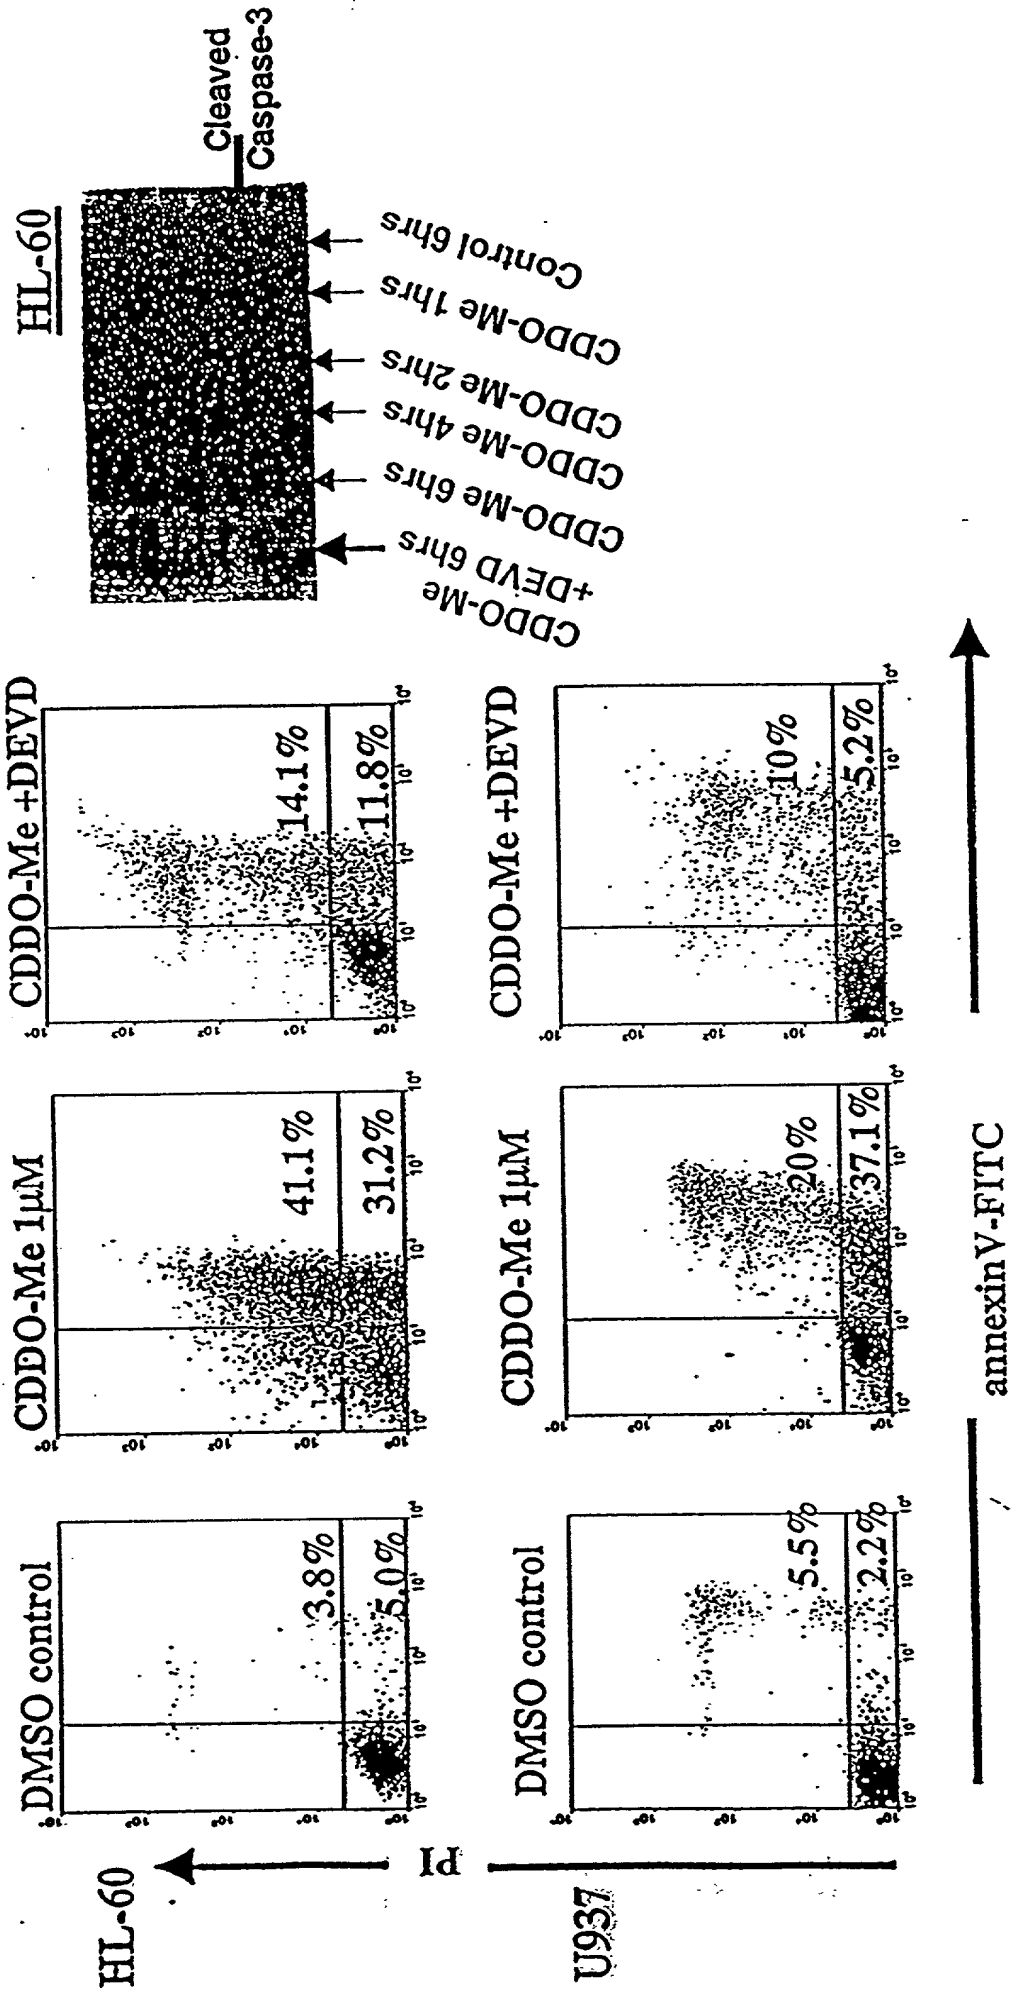 HL-60
DMSO control
3.8%
5.0%
CDDO-Me 1µM
41.1%
31.2%
CDDO-Me +DEVD
14.1%
11.8%
HL-60
Cleaved
Caspase-3
CDDO-Me
+DEVD 6hrs
CDDO-Me 6hrs
CDDO-Me 4hrs
CDDO-Me 2hrs
CDDO-Me 1hrs
Control 6hrs
PI
U937
DMSO control
5.5%
2.2%
CDDO-Me 1µM
20%
37.1%
CDDO-Me +DEVD
10%
5.2%
annexin V-FITC